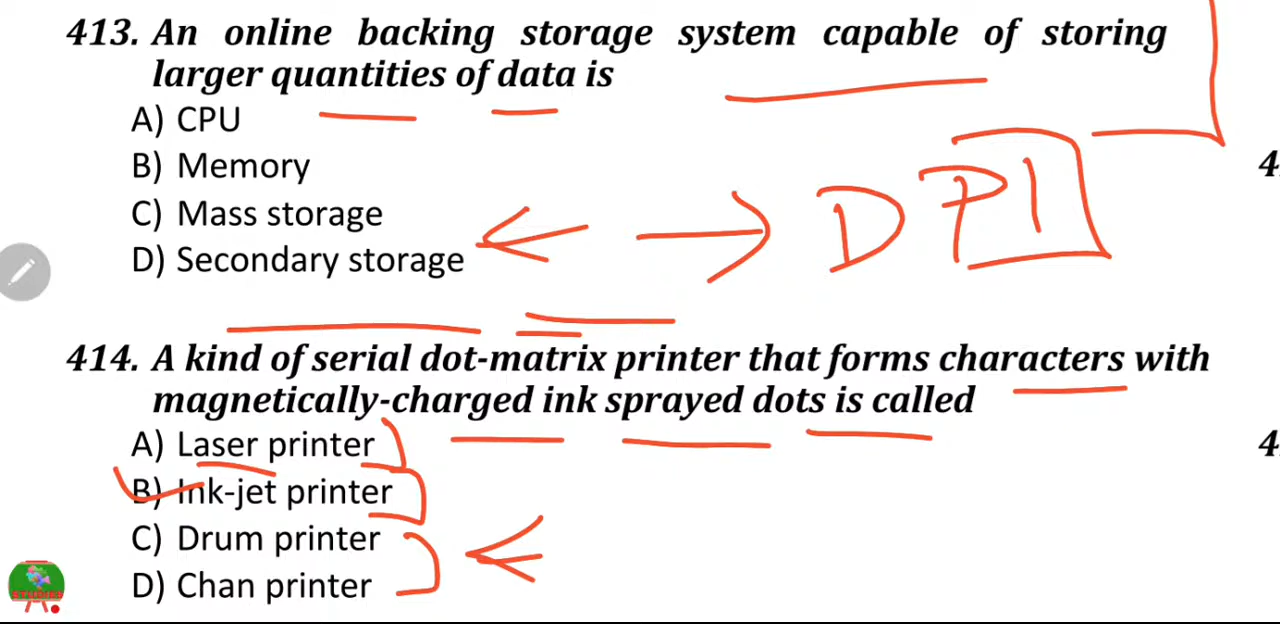 413. An online backing storage system capable of storing
larger quantities of data is
A) CPU
B) Memory
C) Mass storage
D) Secondary storage
DPI
414. A kind of serial dot-matrix printer that forms characters with
magnetically-charged ink sprayed dots is called
A) Laser printer
B) Ink-jet printer
C) Drum printer
D) Chan printer
4
4